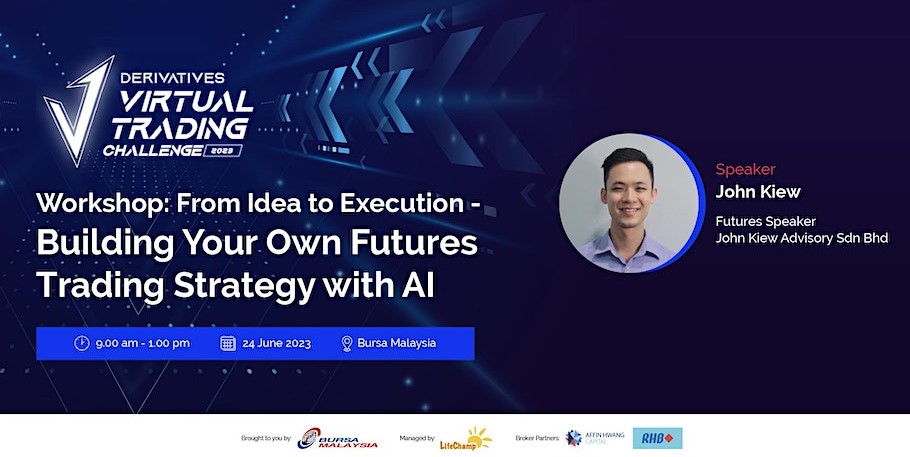 DERIVATIVES
VIRTUAL
TRADING
CHALLENGE 2023
Workshop: From Idea to Execution -
Building Your Own Futures
Trading Strategy with AI
9.00 am - 1.00 pm
24 June 2023
Bursa Malaysia
Speaker
John Kiew
Futures Speaker
John Kiew Advisory Sdn Bhd
Brought to you by:
BURSA
MALAYSIA
Managed by:
LifeChamp
Broker Partners:
AFFIN HWANG
CAPITAL
RHB